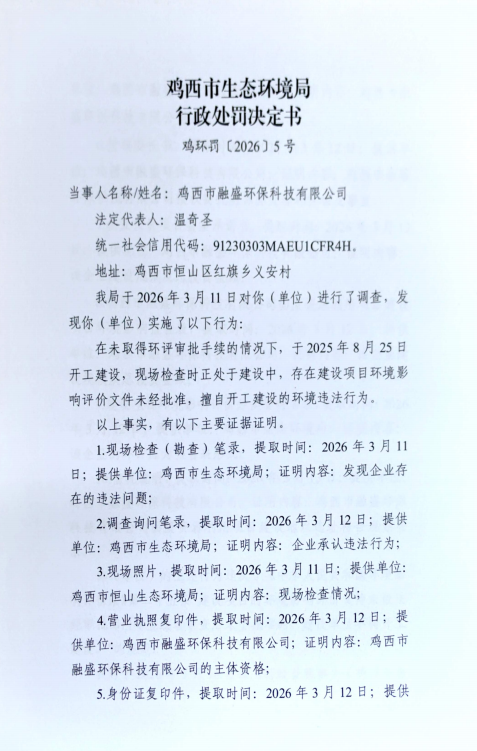 鸡西市生态环境局
行政处罚决定书
鸡环罚〔2026〕5号
当事人名称/姓名：鸡西市融盛环保科技有限公司
法定代表人：温奇圣
统一社会信用代码：91230303MAEU1CFR4H。
地址：鸡西市恒山区红旗乡义安村
我局于2026年3月11日对你（单位）进行了调查，发
现你（单位）实施了以下行为：
在未取得环评审批手续的情况下，于2025年8月25日
开工建设，现场检查时正处于建设中，存在建设项目环境影
响评价文件未经批准，擅自开工建设的环境违法行为。
以上事实，有以下主要证据证明。
1.现场检查（勘查）笔录，提取时间：2026年3月11
日；提供单位：鸡西市生态环境局；证明内容：发现企业存
在的违法问题；
2.调查询问笔录，提取时间：2026年3月12日；提供
单位：鸡西市生态环境局；证明内容：企业承认违法行为；
3.现场照片，提取时间：2026年3月11日；提供单位：
鸡西市恒山生态环境局；证明内容：现场检查情况；
4.营业执照复印件，提取时间：2026年3月12日；提
供单位：鸡西市融盛环保科技有限公司；证明内容：鸡西市
融盛环保科技有限公司的主体资格；
5.身份证复印件，提取时间：2026年3月12日；提供